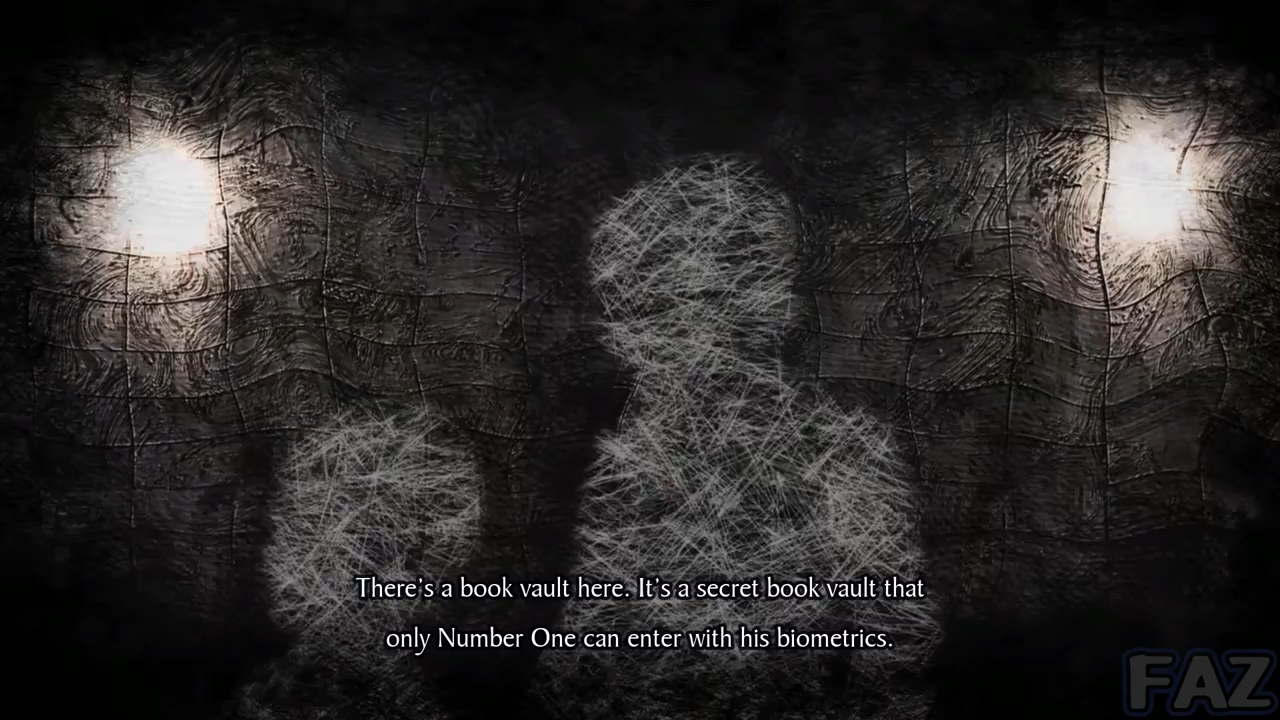 There's a book vault here. It's a secret book vault that
only Number One can enter with his biometrics.
FAZ